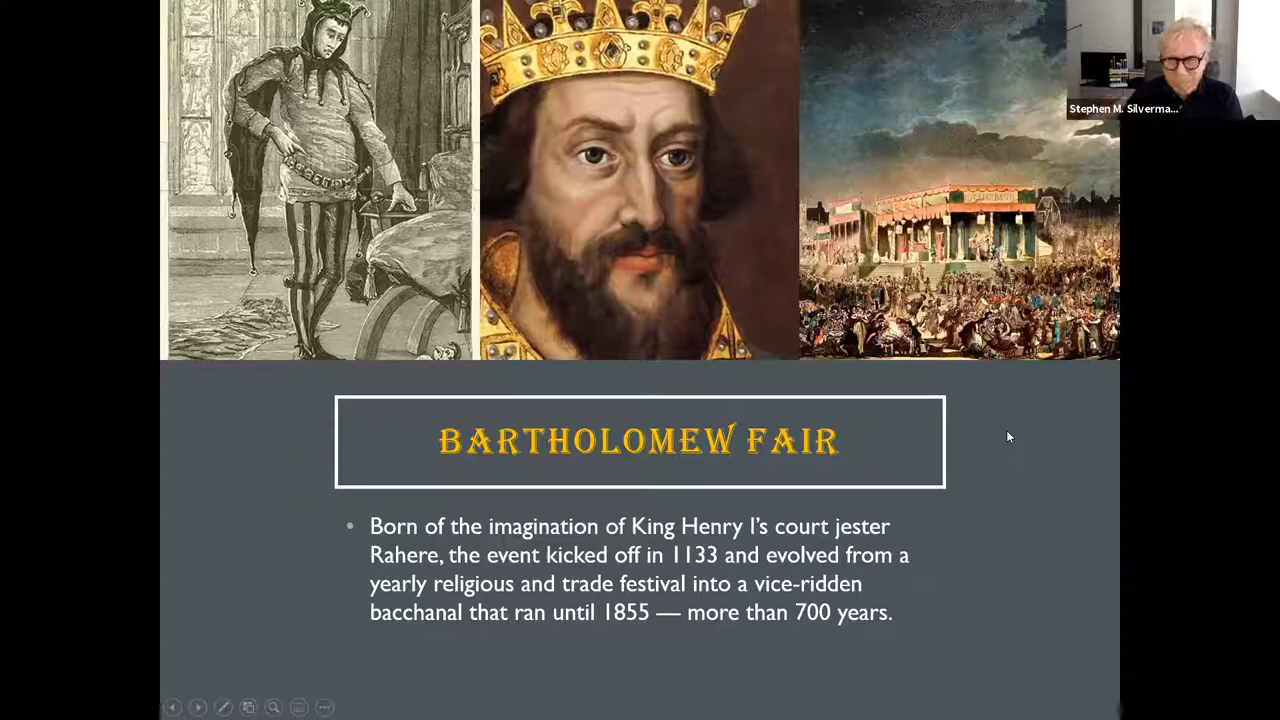 Stephen M. Silverma...
BARTHOLOMEW FAIR
Born of the imagination of King Henry I's court jester
Rahere, the event kicked off in 1133 and evolved from a
yearly religious and trade festival into a vice-ridden
bacchanal that ran until 1855 — more than 700 years.